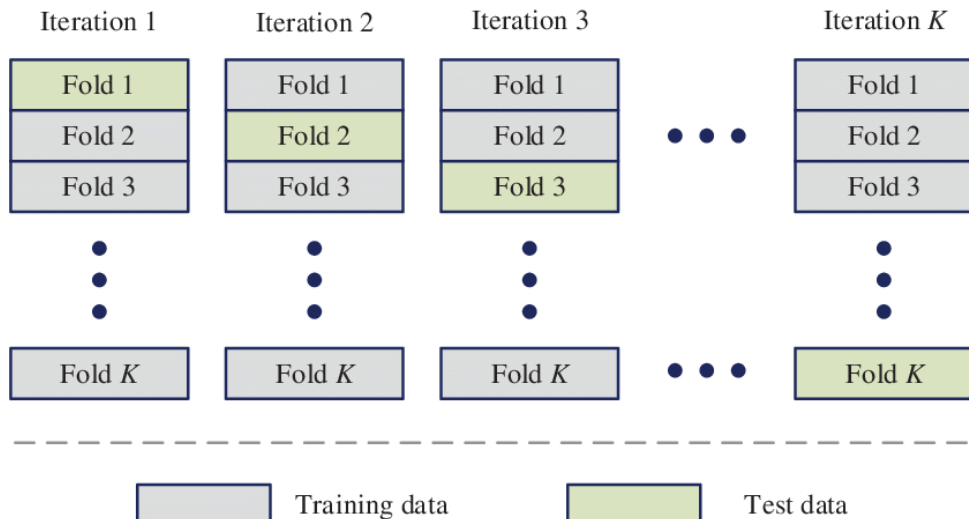 Iteration 1 Iteration 2 Iteration 3 Iteration K
Fold 1 Fold 1 Fold 1 Fold 1
Fold 2 Fold 2 Fold 2 Fold 2
Fold 3 Fold 3 Fold 3 Fold 3
Fold K Fold K Fold K Fold K
Training data Test data